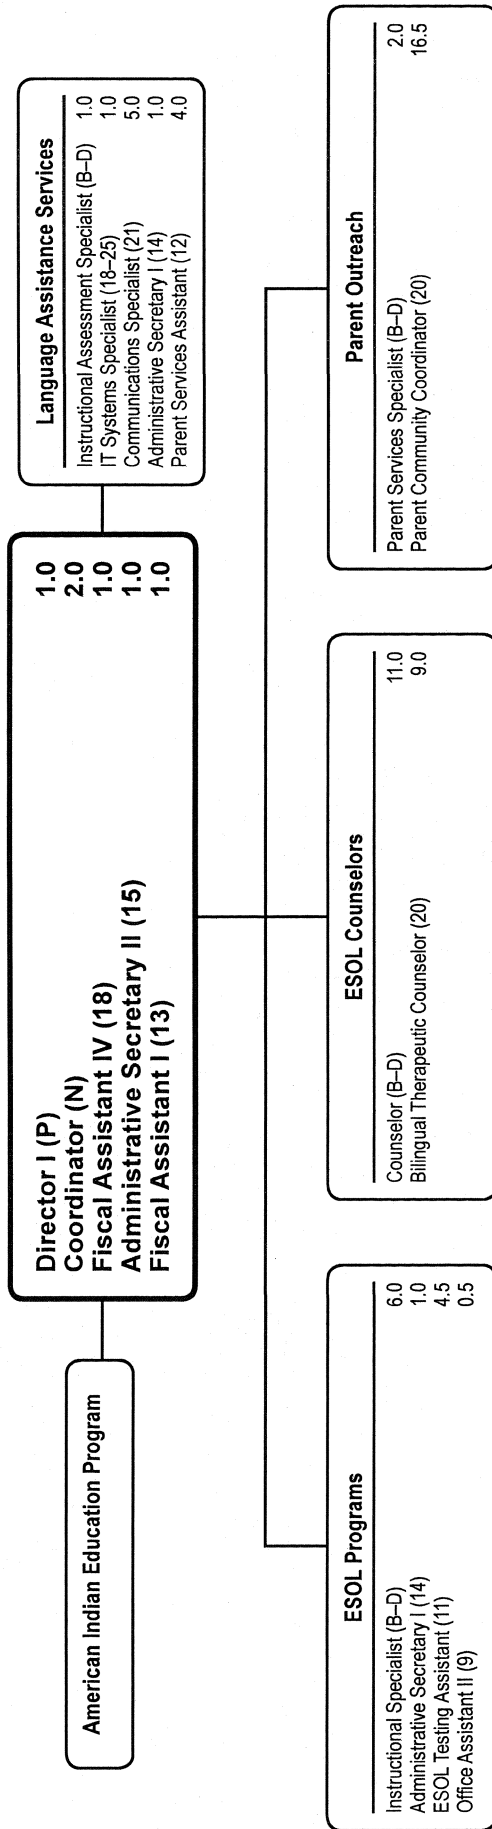 American Indian Education Program
Director I (P) 1.0
Coordinator (N) 2.0
Fiscal Assistant IV (18) 1.0
Administrative Secretary II (15) 1.0
Fiscal Assistant I (13) 1.0
Language Assistance Services
Instructional Assessment Specialist (B–D) 1.0
IT Systems Specialist (18–25) 1.0
Communications Specialist (21) 5.0
Administrative Secretary I (14) 1.0
Parent Services Assistant (12) 4.0
ESOL Programs
Instructional Specialist (B–D) 6.0
Administrative Secretary I (14) 1.0
ESOL Testing Assistant (11) 4.5
Office Assistant II (9) 0.5
ESOL Counselors
Counselor (B–D) 11.0
Bilingual Therapeutic Counselor (20) 9.0
Parent Outreach
Parent Services Specialist (B–D) 2.0
Parent Community Coordinator (20) 16.5